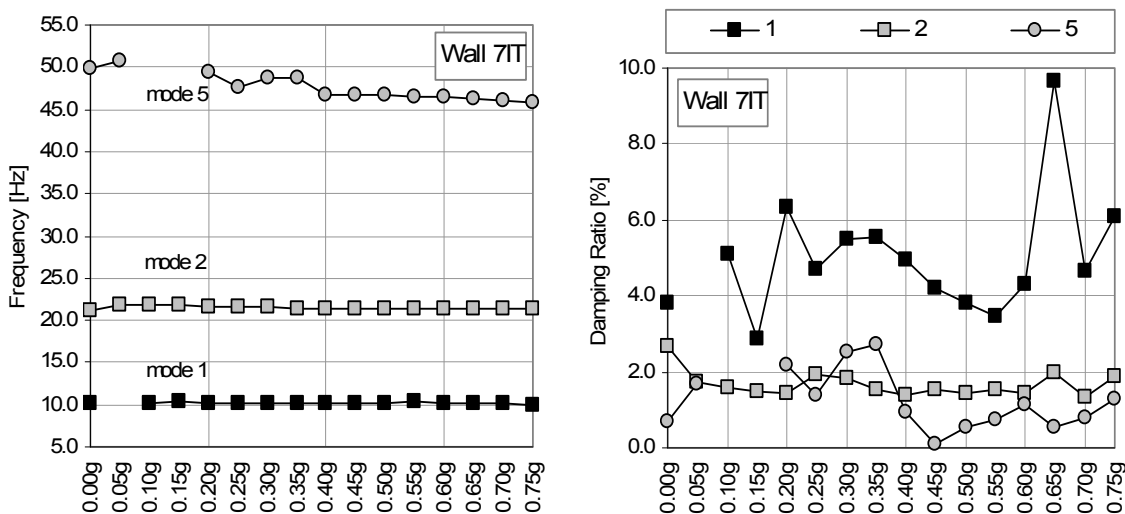 55.0
50.0
45.0
40.0
35.0
30.0
25.0
20.0
15.0
10.0
5.0
Frequency [Hz]
Wall 7IT
mode 5
mode 2
mode 1
0.00g
0.05g
0.10g
0.15g
0.20g
0.25g
0.30g
0.35g
0.40g
0.45g
0.50g
0.55g
0.60g
0.65g
0.70g
0.75g
1 2 5
10.0
8.0
6.0
4.0
2.0
0.0
Damping Ratio [%]
Wall 7IT
0.00g
0.05g
0.10g
0.15g
0.20g
0.25g
0.30g
0.35g
0.40g
0.45g
0.50g
0.55g
0.60g
0.65g
0.70g
0.75g